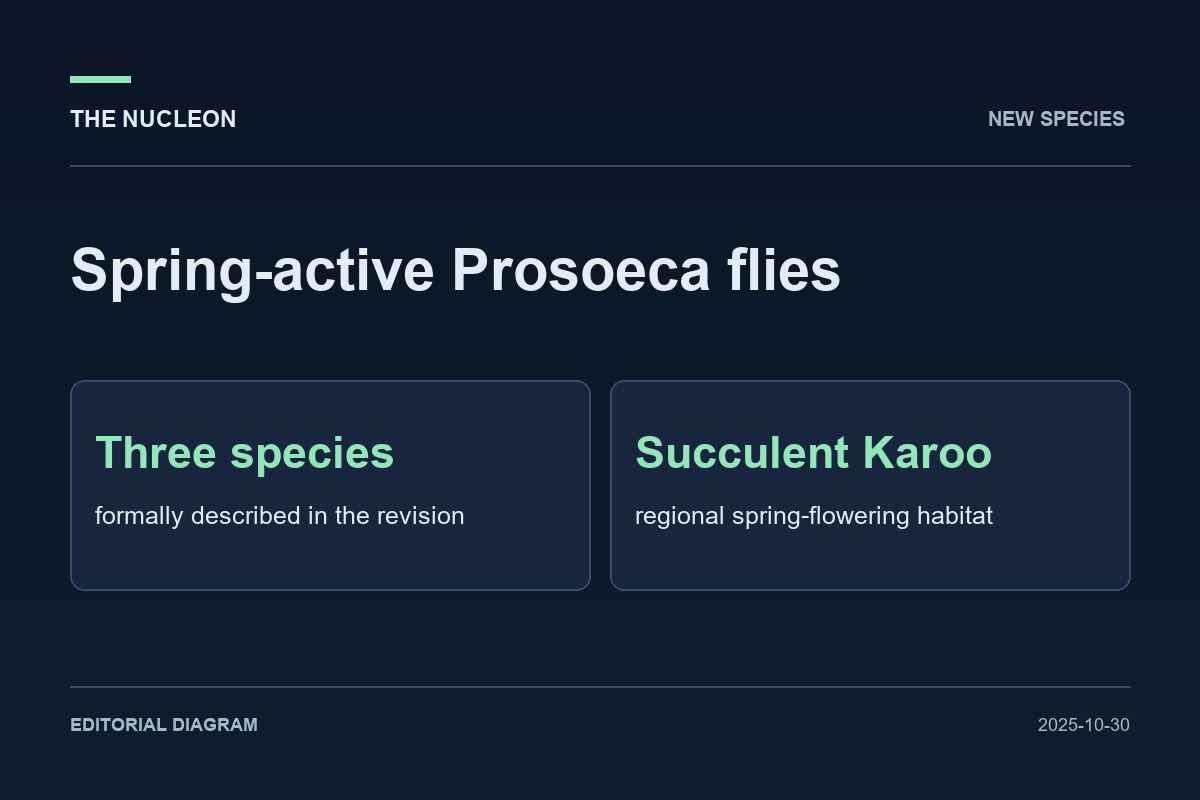 THE NUCLEON
NEW SPECIES
Spring-active Prosoeca flies
Three species
formally described in the revision
Succulent Karoo
regional spring-flowering habitat
EDITORIAL DIAGRAM
2025-10-30